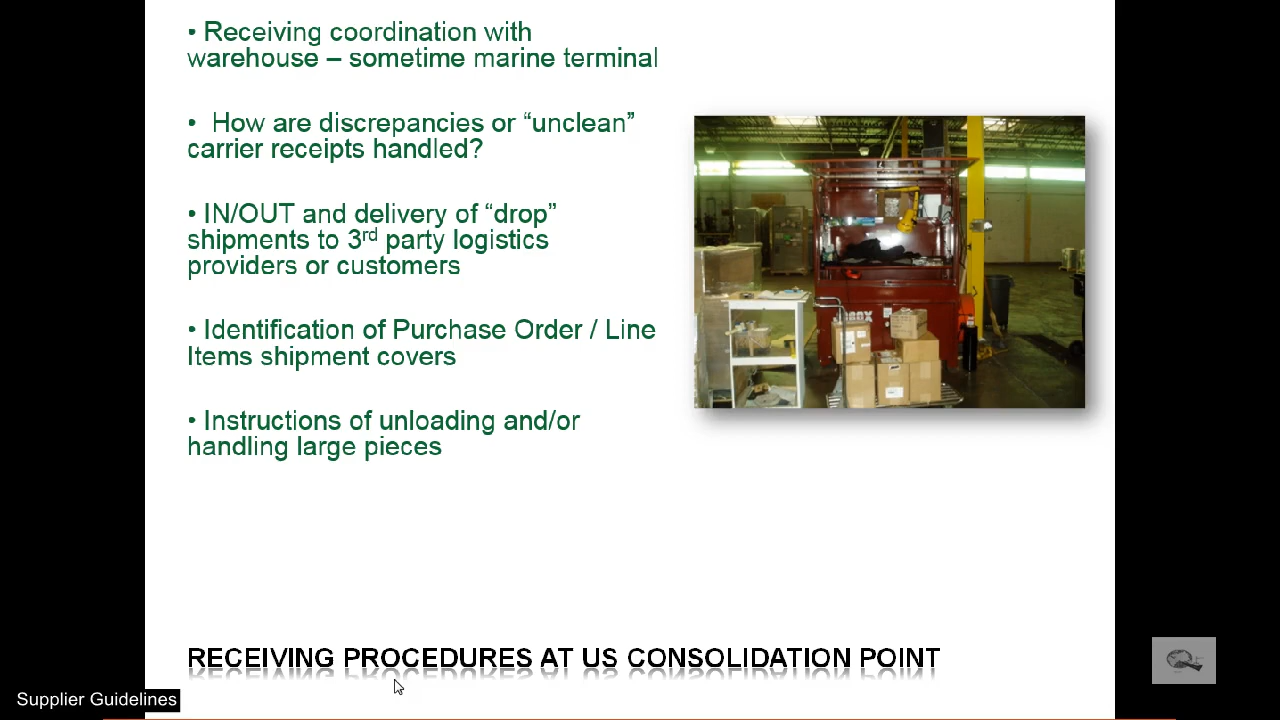 • Receiving coordination with
warehouse – sometime marine terminal
• How are discrepancies or “unclean”
carrier receipts handled?
• IN/OUT and delivery of “drop”
shipments to 3rd party logistics
providers or customers
• Identification of Purchase Order / Line
Items shipment covers
• Instructions of unloading and/or
handling large pieces
RECEIVING PROCEDURES AT US CONSOLIDATION POINT
Supplier Guidelines